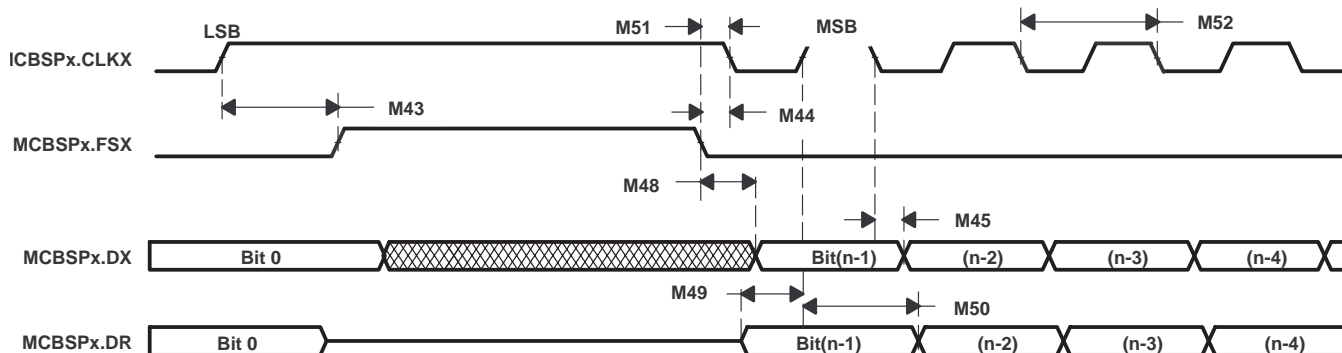 M51
MSB
M52
LSB
ICBSPx.CLKX
M43
M44
MCBSPx.FSX
M48
M45
MCBSPx.DX
Bit 0
Bit(n-1)
(n-2)
(n-3)
(n-4)
M49
M50
MCBSPx.DR
Bit 0
Bit(n-1)
(n-2)
(n-3)
(n-4)